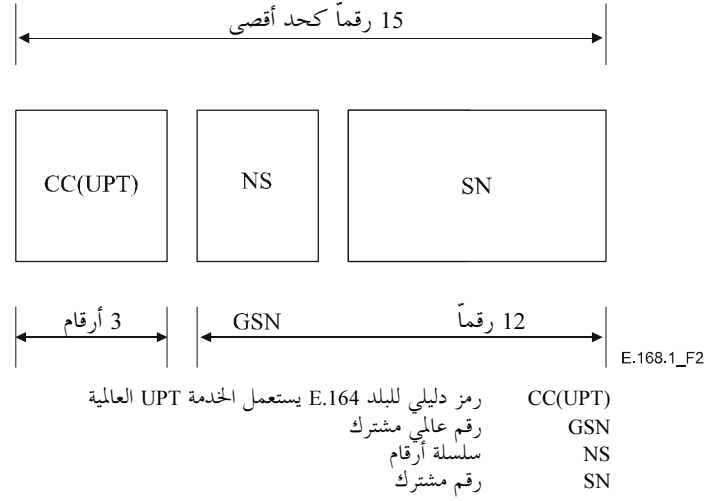 15 رقماً كحد أقصى
CC(UPT) NS SN
3 أرقام GSN 12 رقماً
E.168.1_F2
CC(UPT) رمز دليلي للبلد E.164 يستعمل الخدمة UPT العالمية
GSN رقم عالمي مشترك
NS سلسلة أرقام
SN رقم مشترك